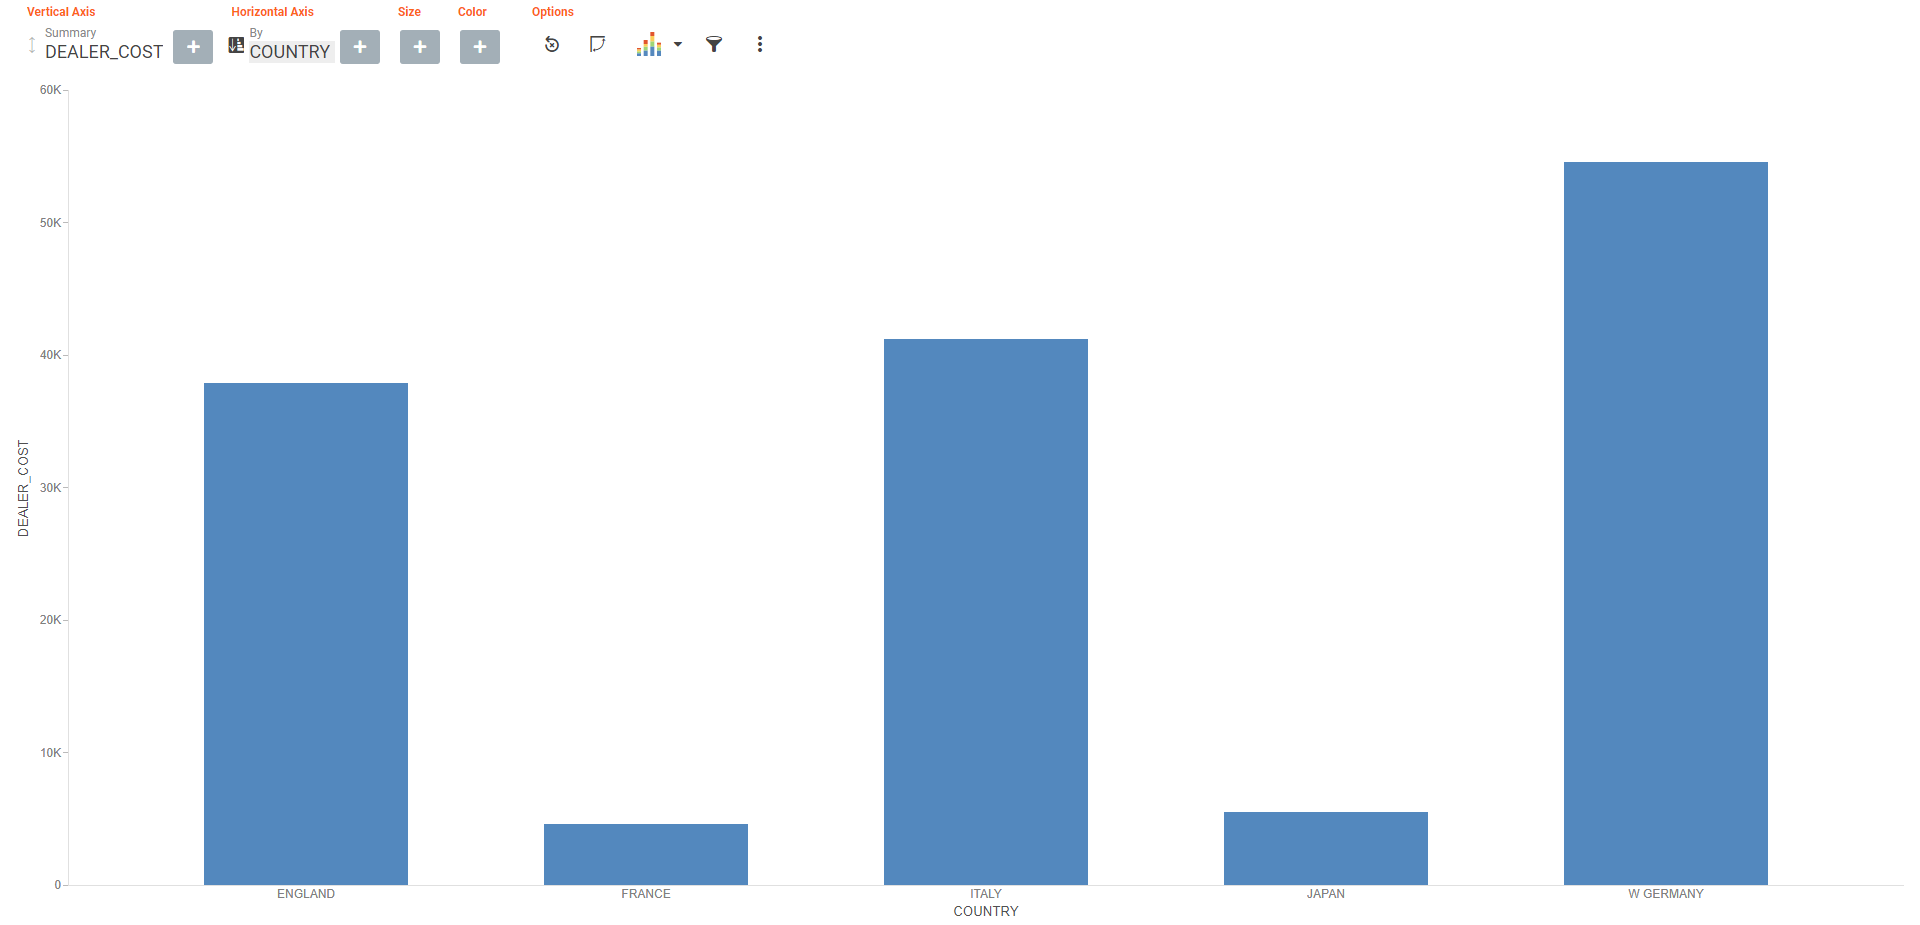 Vertical Axis Horizontal Axis Size Color Options
Summary By
DEALER_COST COUNTRY
60K
50K
40K
30K
20K
10K
0
DEALER_COST
ENGLAND FRANCE ITALY JAPAN W GERMANY
COUNTRY